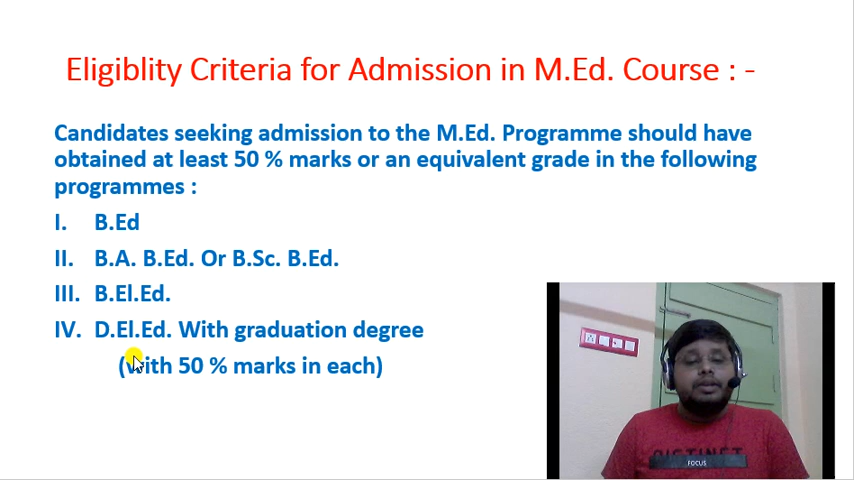 Eligiblity Criteria for Admission in M.Ed. Course : -
Candidates seeking admission to the M.Ed. Programme should have
obtained at least 50 % marks or an equivalent grade in the following
programmes :
I. B.Ed
II. B.A. B.Ed. Or B.Sc. B.Ed.
III. B.El.Ed.
IV. D.El.Ed. With graduation degree
(with 50 % marks in each)
DISTINCT
FOCUS